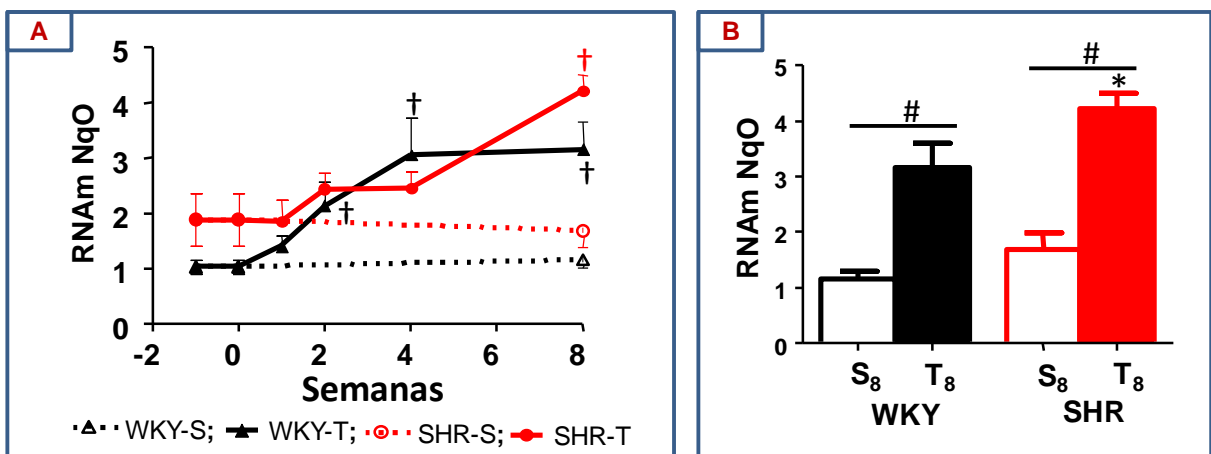 A
RNAm NqO
5
4
3
2
1
0
-2 0 2 4 6 8
†
†
†
†
Semanas
WKY-S; WKY-T; SHR-S; SHR-T
B
RNAm NqO
5
4
3
2
1
0
#
#
*
S8 T8 S8 T8
WKY SHR